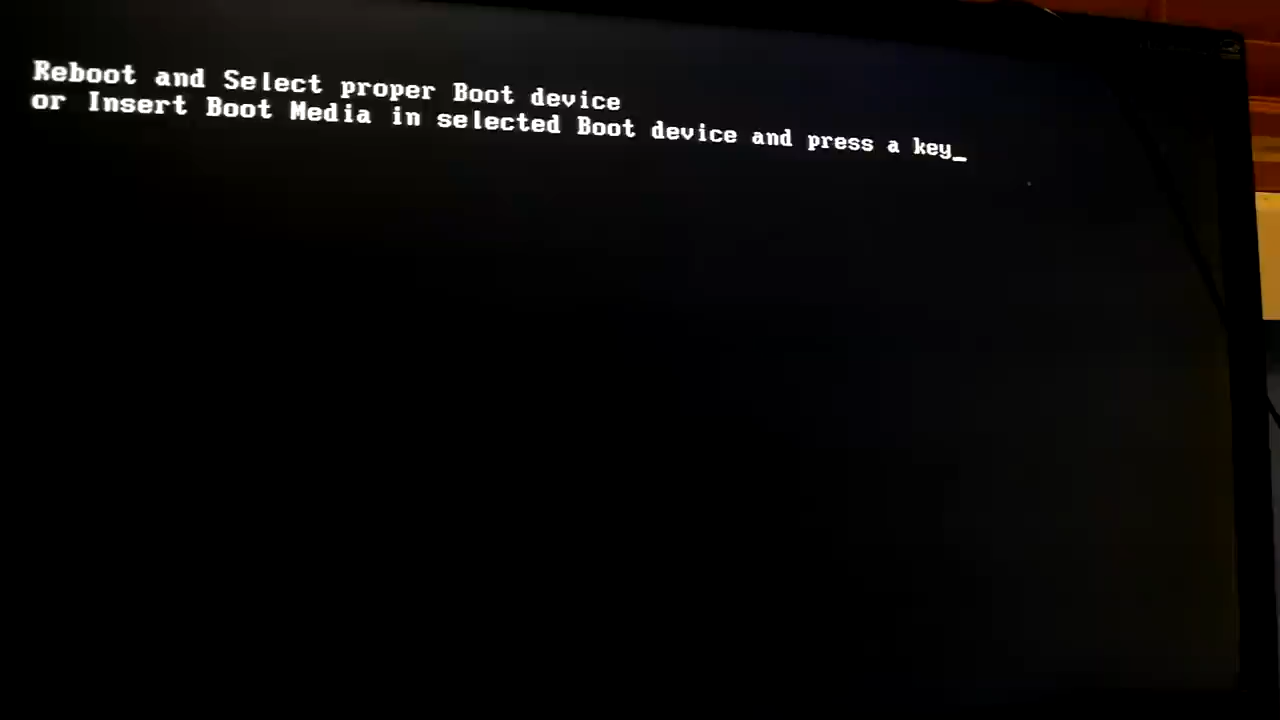 Reboot and Select proper Boot device
or Insert Boot Media in selected Boot device and press a key_